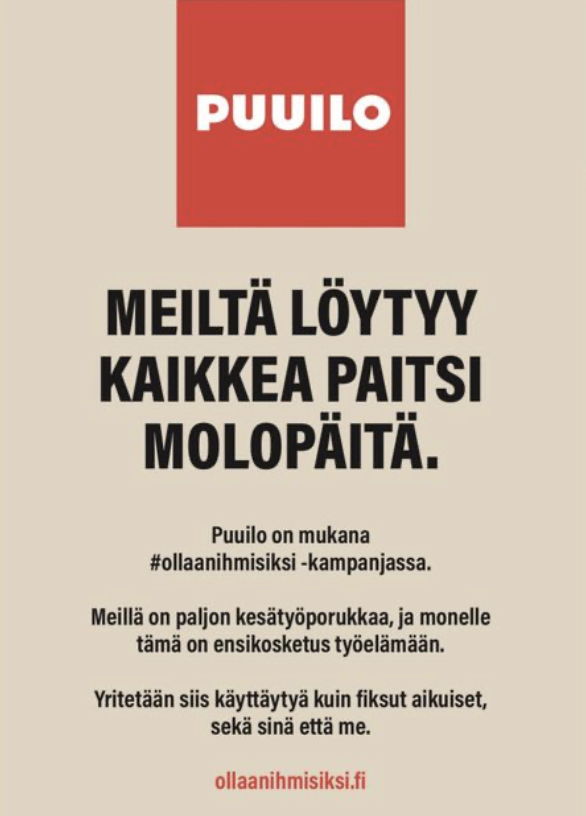 PUUILO
MEILTÄ LÖYTYY
KAIKKEA PAITSI
MOLOPÄITÄ.
Puuilo on mukana
#ollaanihmisiksi -kampanjassa.
Meillä on paljon kesätyöporukkaa, ja monelle
tämä on ensikosketus työelämään.
Yritetään siis käyttäytyä kuin fiksut aikuiset,
sekä sinä että me.
ollaanihmisiksi.fi